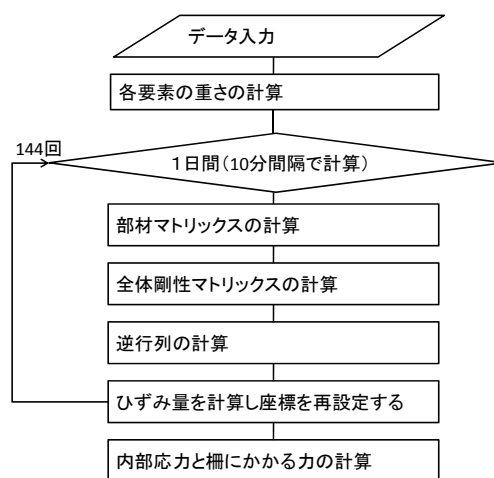 データ入力
各要素の重さの計算
144回
１日間（10分間隔で計算）
部材マトリックスの計算
全体剛性マトリックスの計算
逆行列の計算
ひずみ量を計算し座標を再設定する
内部応力と柵にかかる力の計算